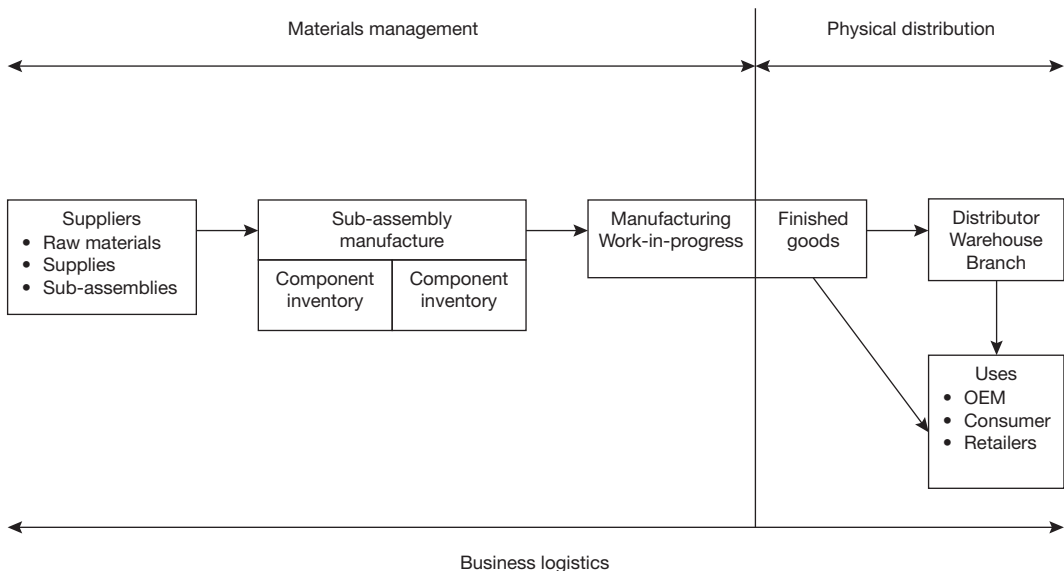 Materials management
Physical distribution
Suppliers
• Raw materials
• Supplies
• Sub-assemblies
Sub-assembly
manufacture
Component
inventory
Component
inventory
Manufacturing
Work-in-progress
Finished
goods
Distributor
Warehouse
Branch
Uses
• OEM
• Consumer
• Retailers
Business logistics